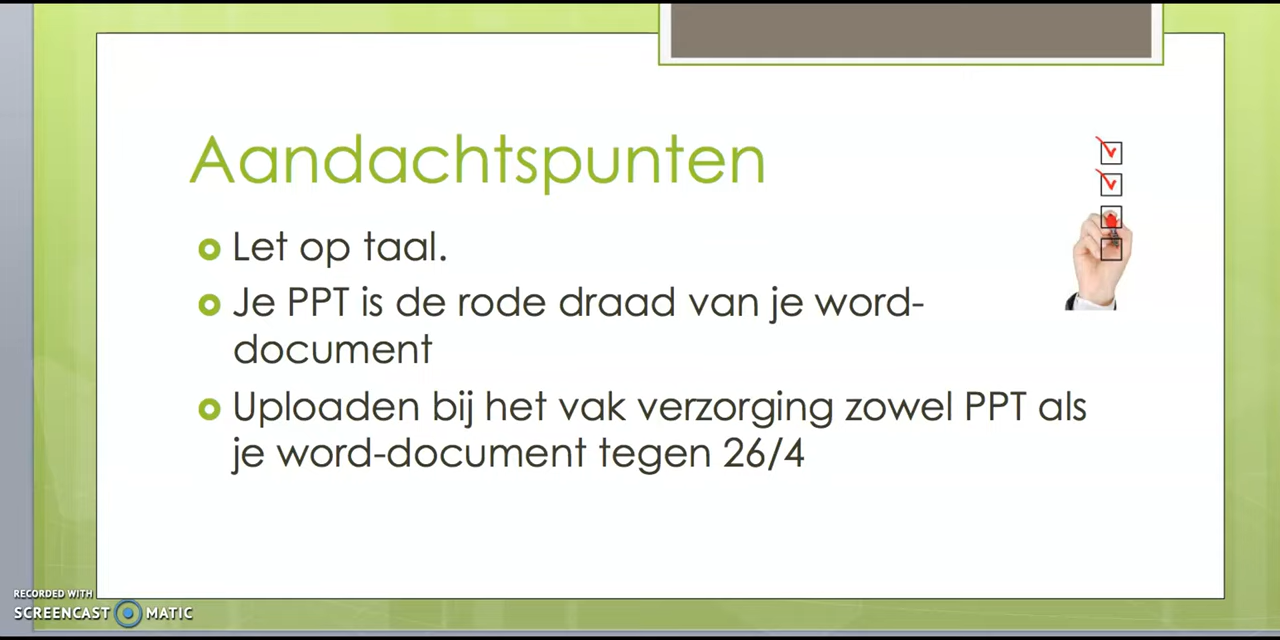 Aandachtspunten
Let op taal.
Je PPT is de rode draad van je word-
document
Uploaden bij het vak verzorging zowel PPT als
je word-document tegen 26/4
RECORDED WITH
SCREENCAST MATIC